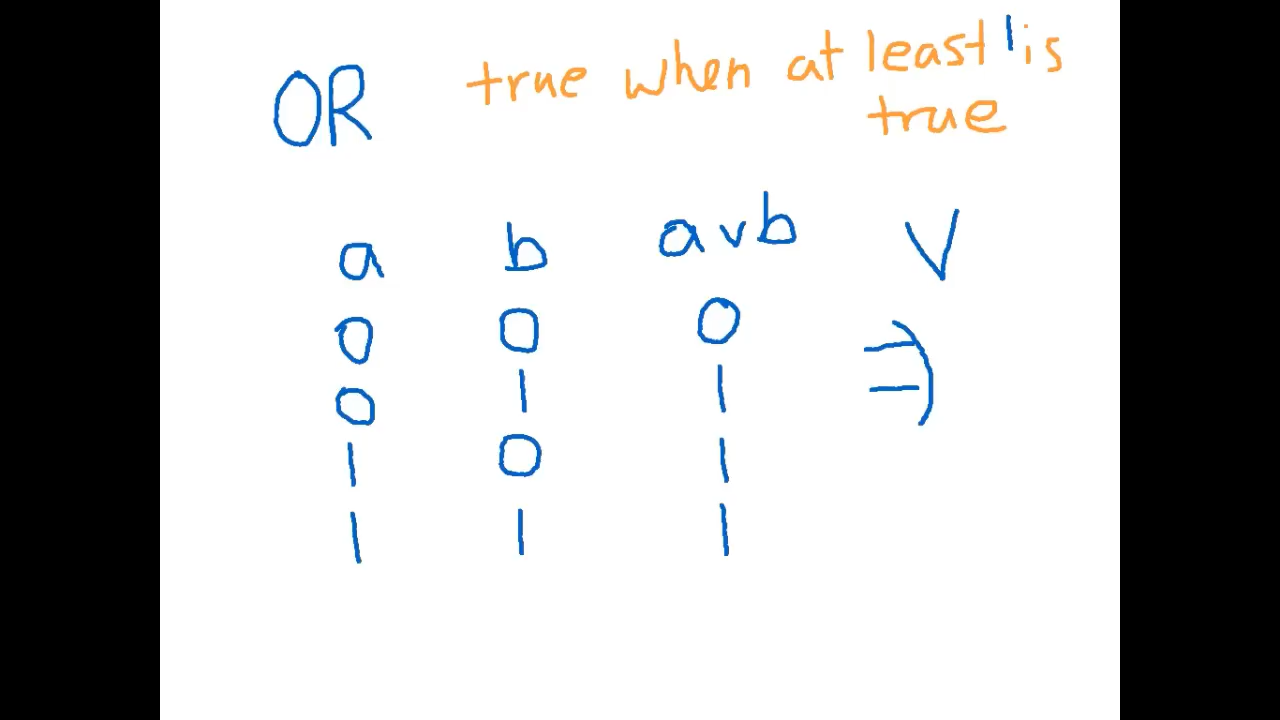 OR true when at least 1 is
true
a b avb V
0 0 0
0 1 1
1 0 1
1 1 1